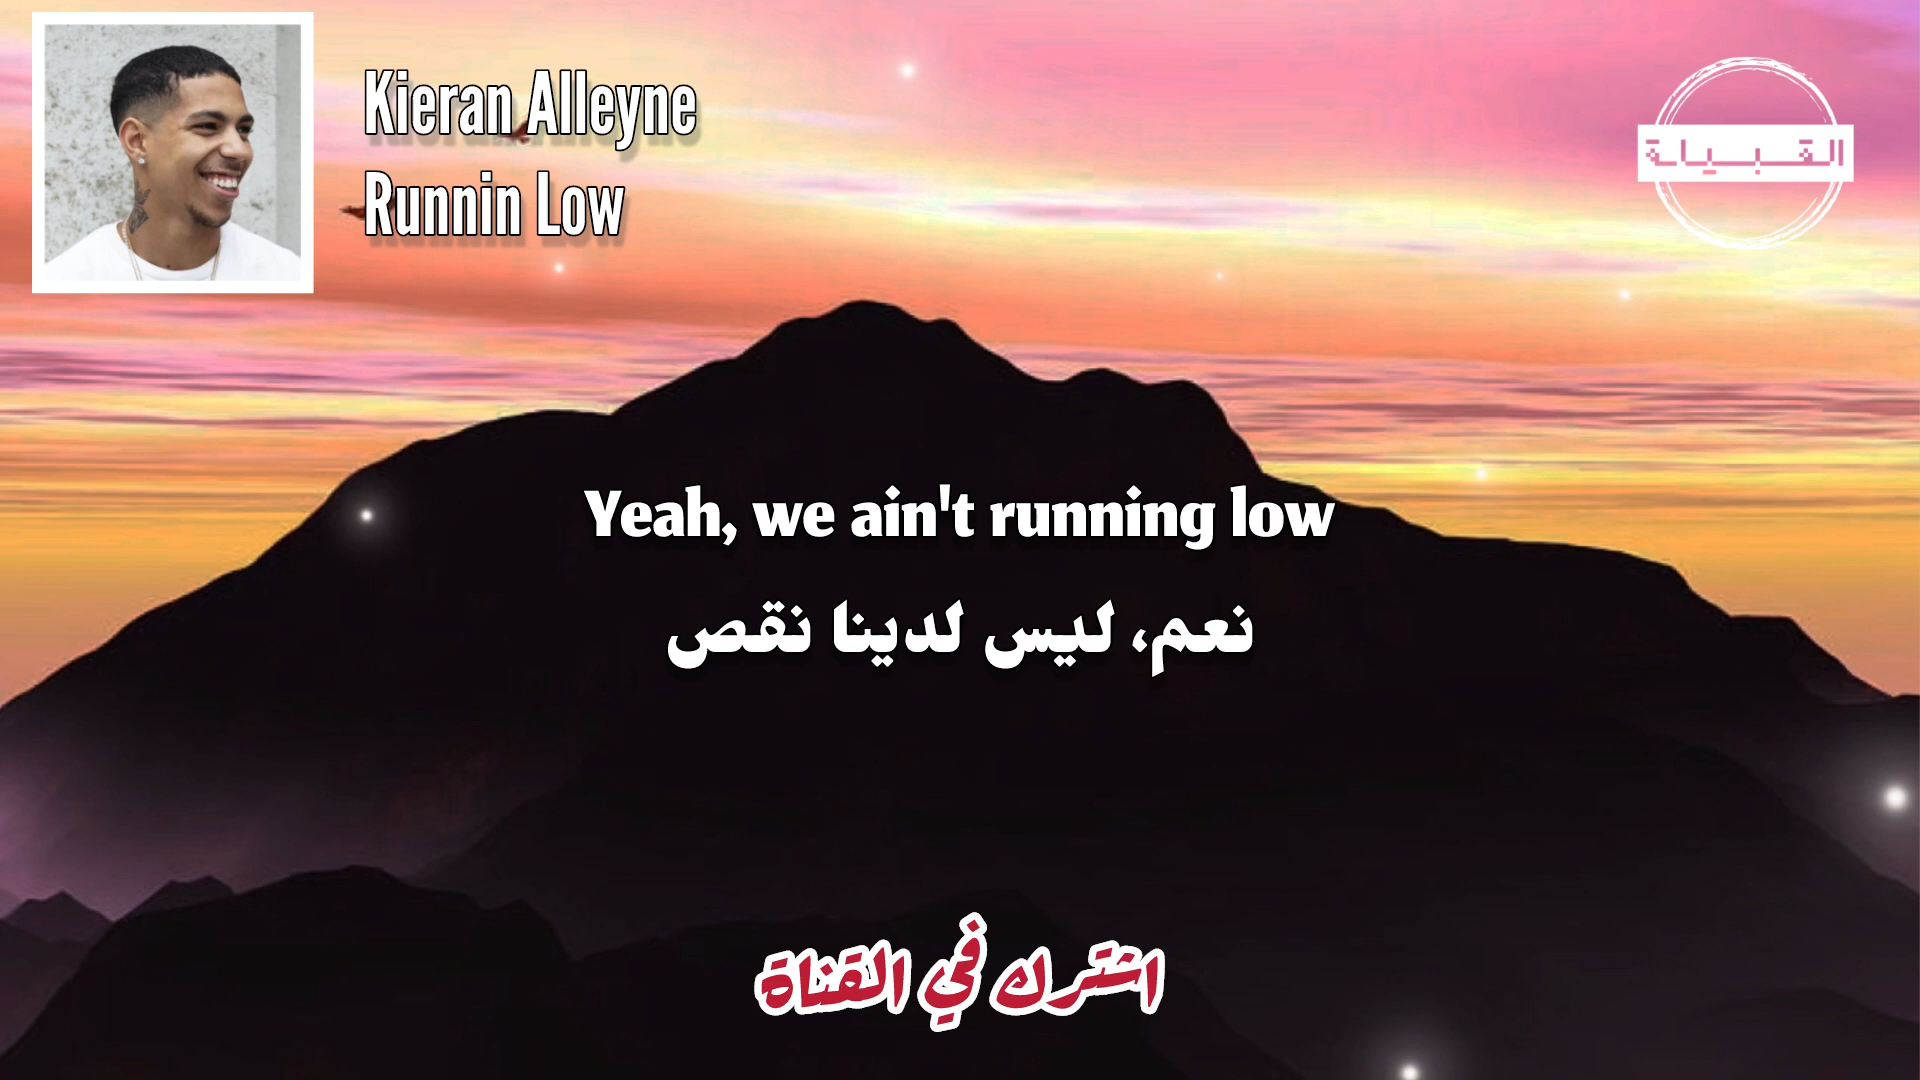 Kieran Alleyne
Runnin Low
القبيلة
Yeah, we ain't running low
نعم، ليس لدينا نقص
اشترك في القناة